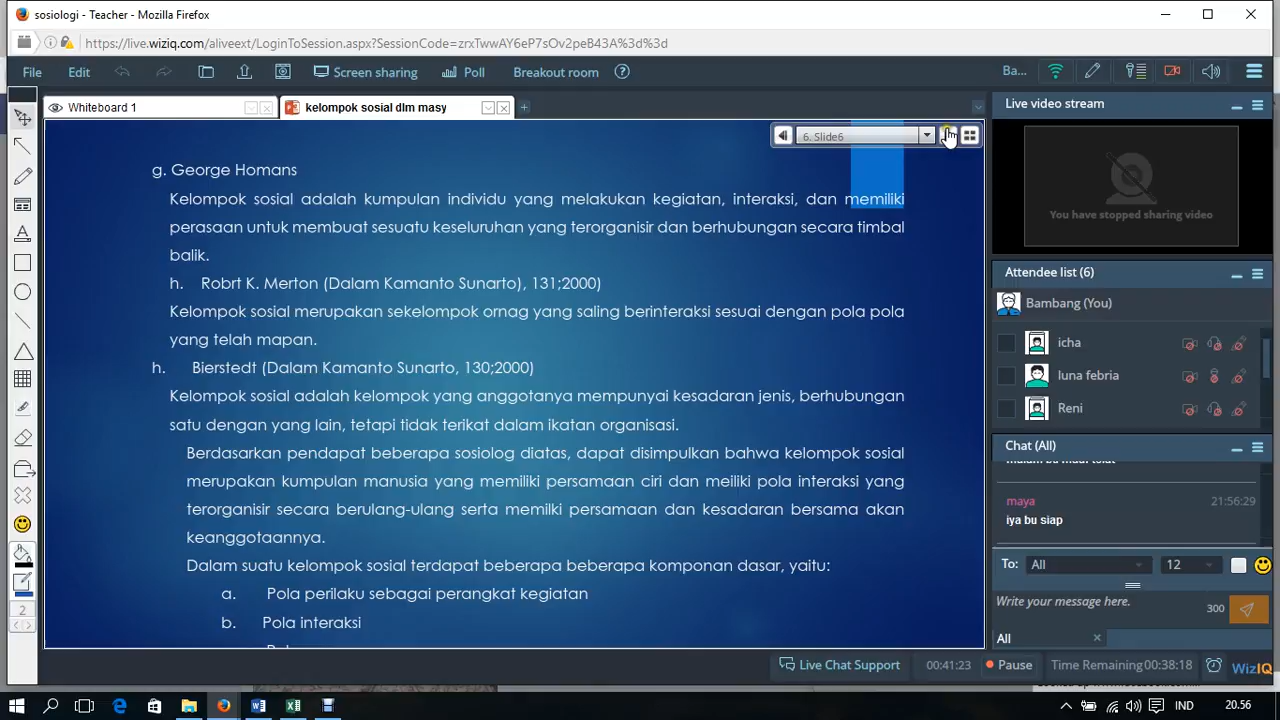 sosiologi - Teacher - Mozilla Firefox
https://live.wiziq.com/aliveext/LoginToSession.aspx?SessionCode=zrxTwwAY6eP7sOv2peB43A%3d%3d
File Edit Screen sharing Poll Breakout room Ba...
Whiteboard 1
kelompok sosial dlm masy
6. Slide6
g. George Homans
Kelompok sosial adalah kumpulan individu yang melakukan kegiatan, interaksi, dan memiliki
perasaan untuk membuat sesuatu keseluruhan yang terorganisir dan berhubungan secara timbal
balik.
h. Robrt K. Merton (Dalam Kamanto Sunarto), 131;2000)
Kelompok sosial merupakan sekelompok ornag yang saling berinteraksi sesuai dengan pola pola
yang telah mapan.
h. Bierstedt (Dalam Kamanto Sunarto, 130;2000)
Kelompok sosial adalah kelompok yang anggotanya mempunyai kesadaran jenis, berhubungan
satu dengan yang lain, tetapi tidak terikat dalam ikatan organisasi.
Berdasarkan pendapat beberapa sosiolog diatas, dapat disimpulkan bahwa kelompok sosial
merupakan kumpulan manusia yang memiliki persamaan ciri dan meiliki pola interaksi yang
terorganisir secara berulang-ulang serta memilki persamaan dan kesadaran bersama akan
keanggotaannya.
Dalam suatu kelompok sosial terdapat beberapa beberapa komponan dasar, yaitu:
a. Pola perilaku sebagai perangkat kegiatan
b. Pola interaksi
2
Live video stream
You have stopped sharing video
Attendee list (6)
Bambang (You)
icha
luna febria
Reni
Chat (All)
maya 21:56:29
iya bu siap
To: All 12
Write your message here. 300
All
Live Chat Support 00:41:23 Pause Time Remaining 00:38:18 WizIQ
IND 20.56